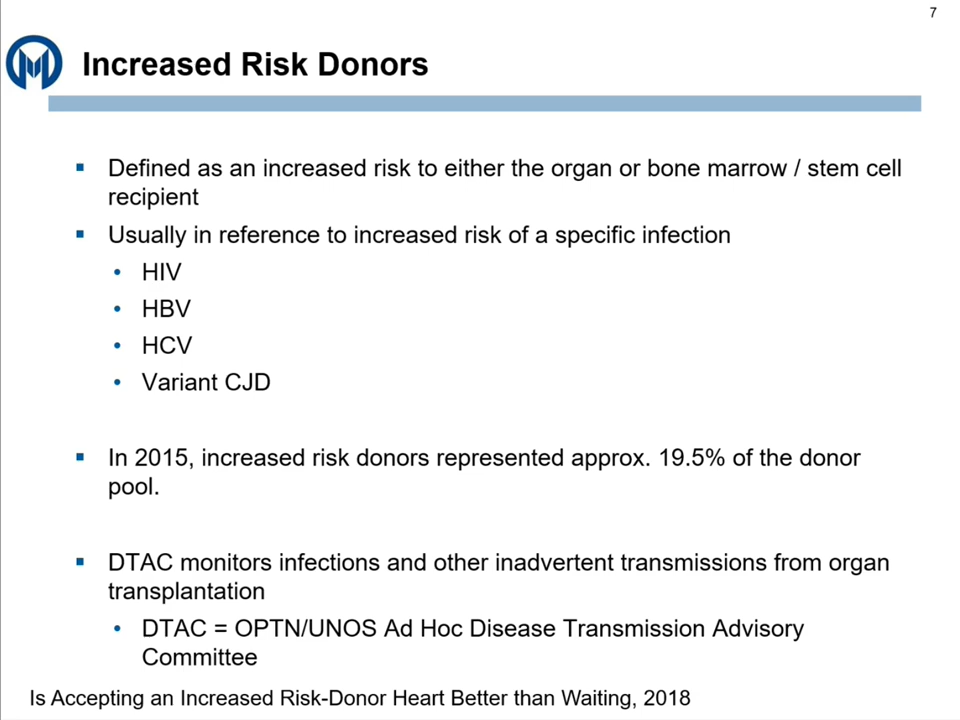 7
Increased Risk Donors
▪ Defined as an increased risk to either the organ or bone marrow / stem cell
recipient
▪ Usually in reference to increased risk of a specific infection
• HIV
• HBV
• HCV
• Variant CJD
▪ In 2015, increased risk donors represented approx. 19.5% of the donor
pool.
▪ DTAC monitors infections and other inadvertent transmissions from organ
transplantation
• DTAC = OPTN/UNOS Ad Hoc Disease Transmission Advisory
Committee
Is Accepting an Increased Risk-Donor Heart Better than Waiting, 2018